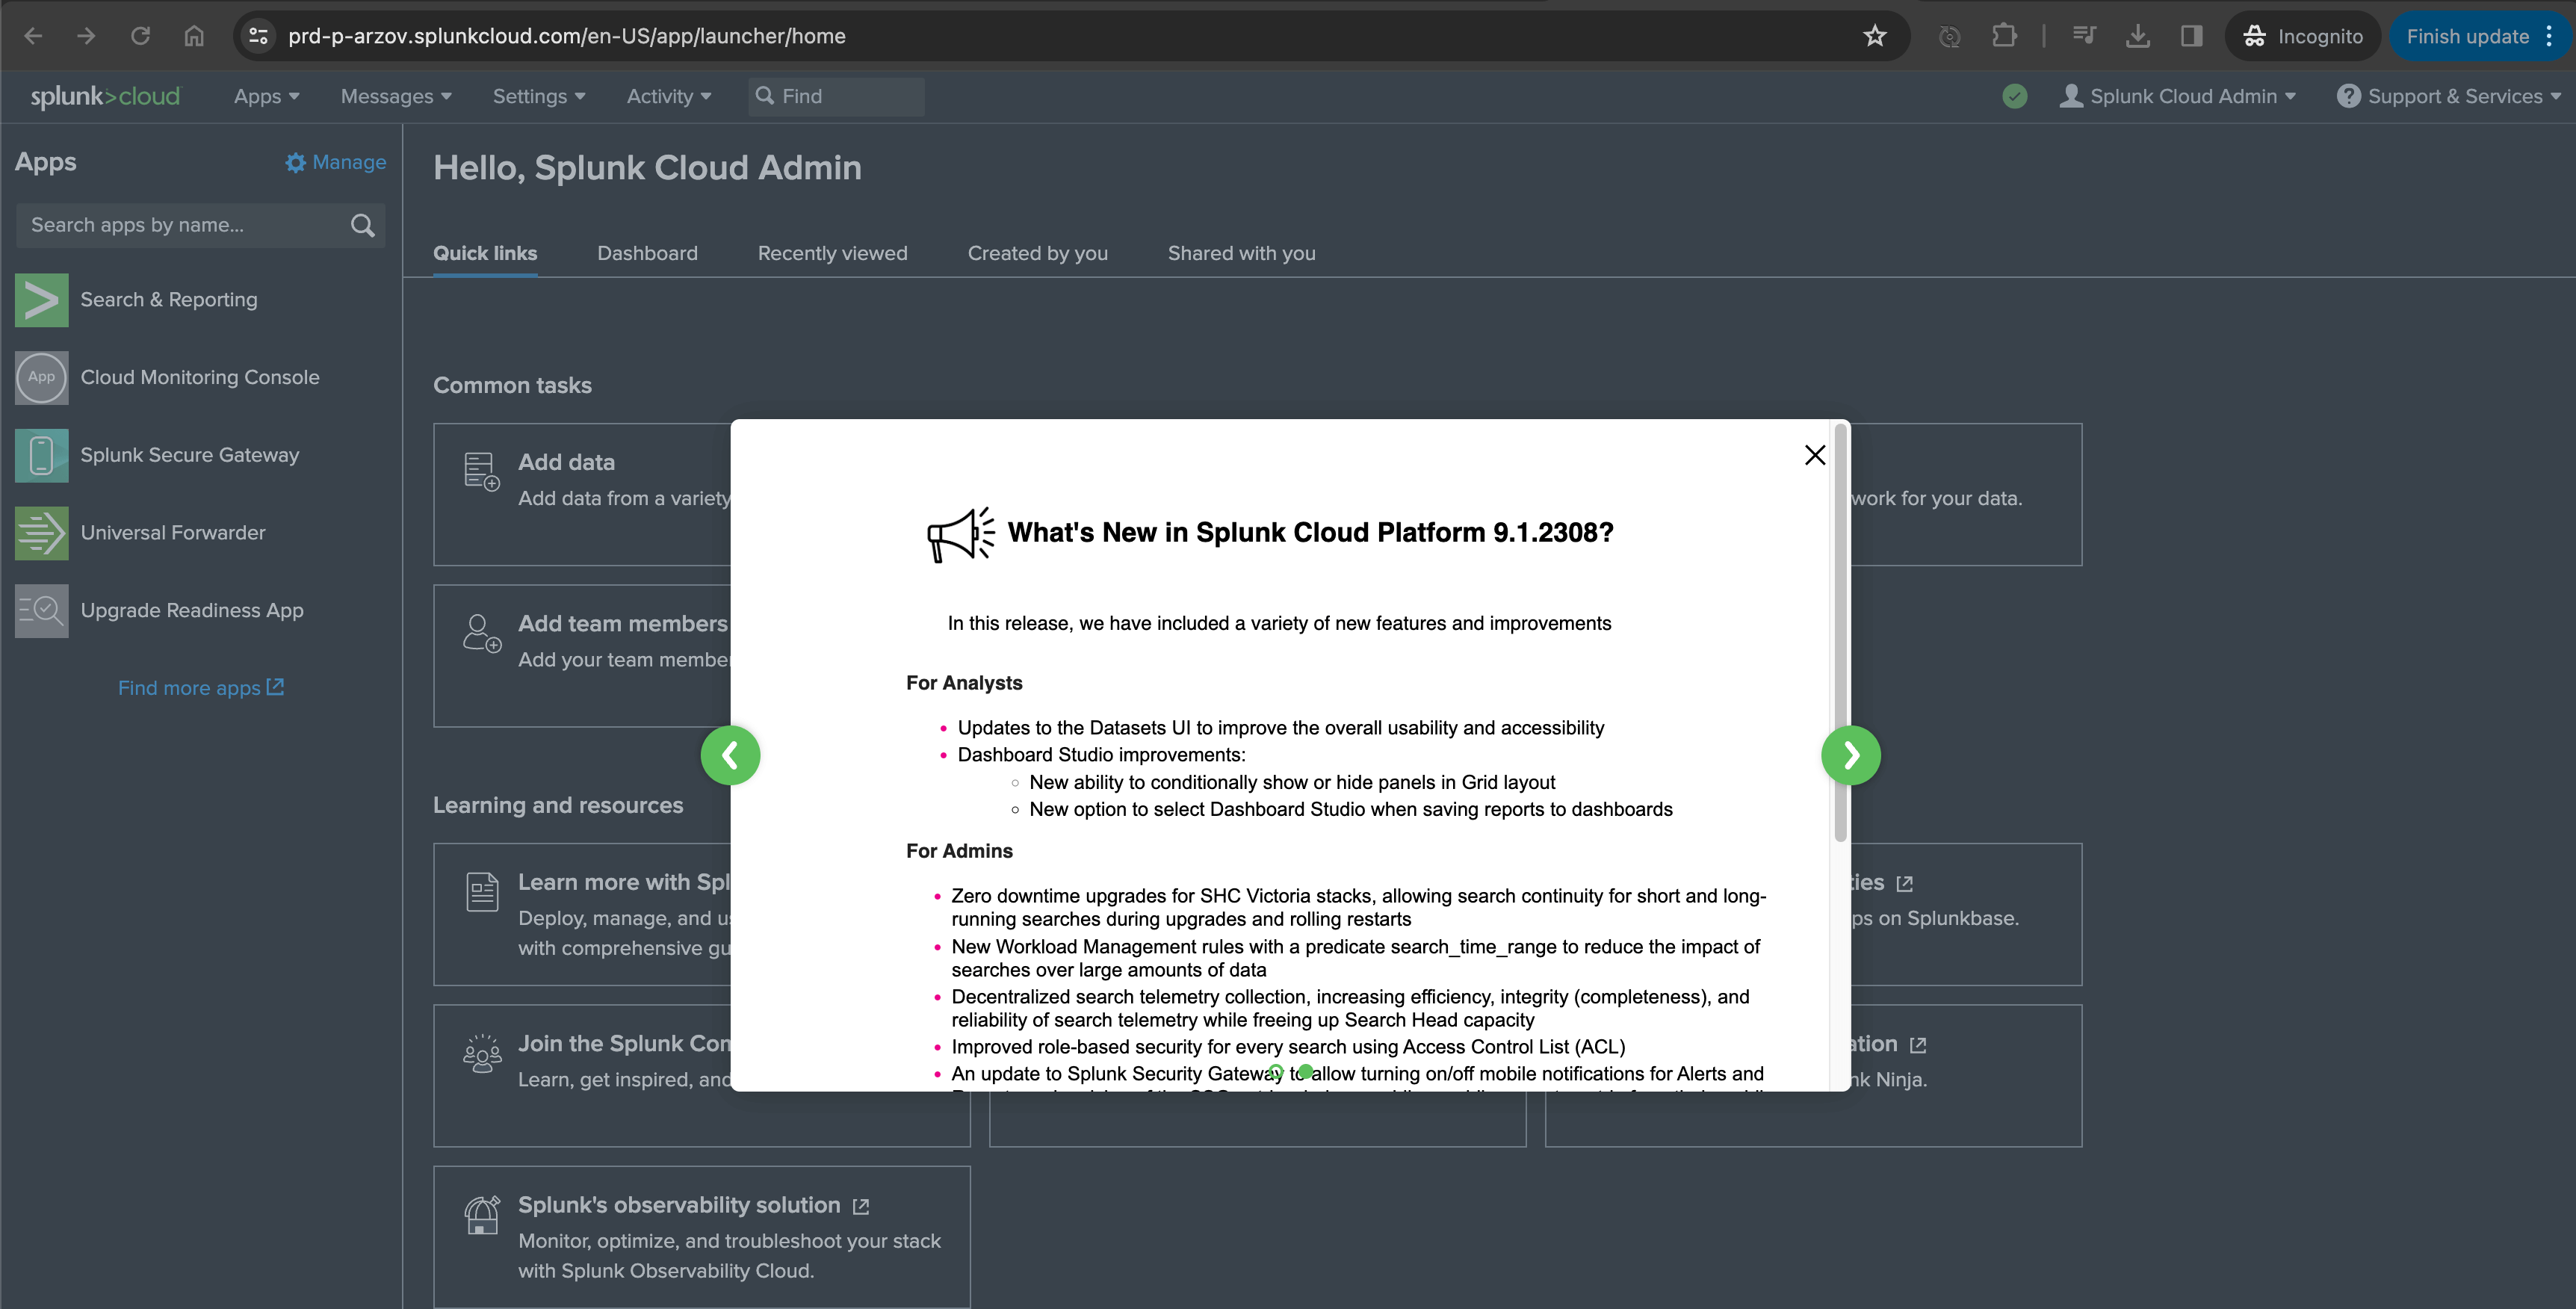 prd-p-arzov.splunkcloud.com/en-US/app/launcher/home
Incognito
Finish update
splunk>cloud
Apps
Messages
Settings
Activity
Find
Splunk Cloud Admin
Support & Services
Apps
Manage
Search apps by name...
Search & Reporting
App
Cloud Monitoring Console
Splunk Secure Gateway
Universal Forwarder
Upgrade Readiness App
Find more apps
Hello, Splunk Cloud Admin
Quick links
Dashboard
Recently viewed
Created by you
Shared with you
Common tasks
Add data
Add data from a variety
work for your data.
Add team members
Add your team membe
Learning and resources
Learn more with Spl
Deploy, manage, and u
with comprehensive gu
ties
ps on Splunkbase.
Join the Splunk Con
Learn, get inspired, and
ation
nk Ninja.
Splunk's observability solution
Monitor, optimize, and troubleshoot your stack
with Splunk Observability Cloud.
What's New in Splunk Cloud Platform 9.1.2308?
In this release, we have included a variety of new features and improvements
For Analysts
Updates to the Datasets UI to improve the overall usability and accessibility
Dashboard Studio improvements:
New ability to conditionally show or hide panels in Grid layout
New option to select Dashboard Studio when saving reports to dashboards
For Admins
Zero downtime upgrades for SHC Victoria stacks, allowing search continuity for short and long-
running searches during upgrades and rolling restarts
New Workload Management rules with a predicate search_time_range to reduce the impact of
searches over large amounts of data
Decentralized search telemetry collection, increasing efficiency, integrity (completeness), and
reliability of search telemetry while freeing up Search Head capacity
Improved role-based security for every search using Access Control List (ACL)
An update to Splunk Security Gateway to allow turning on/off mobile notifications for Alerts and